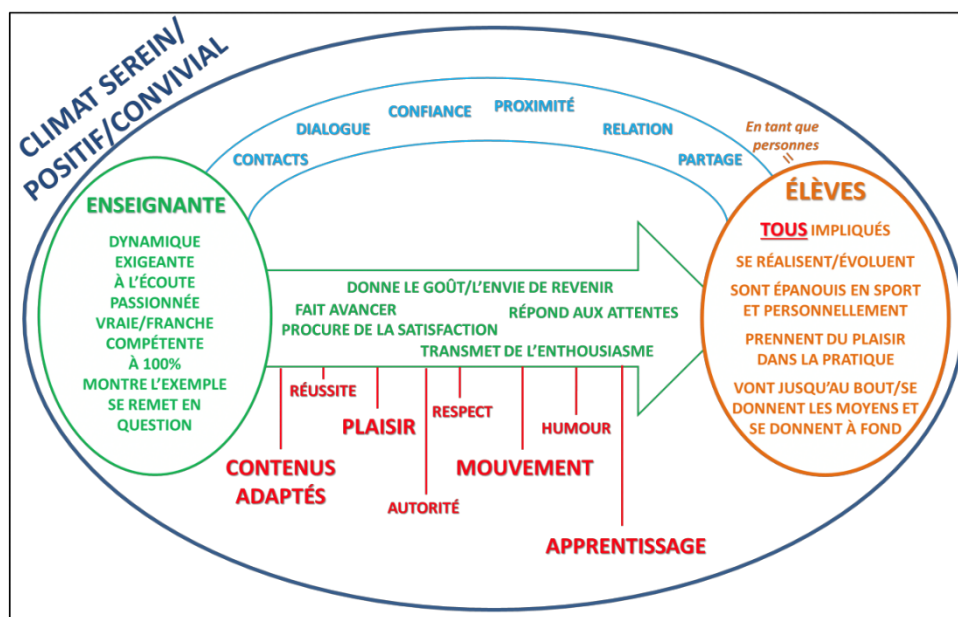 CLIMAT SEREIN/
POSITIF/CONVIVIAL
CONTACTS
DIALOGUE
CONFIANCE
PROXIMITÉ
RELATION
PARTAGE
En tant que
personnes
=
ENSEIGNANTE
DYNAMIQUE
EXIGEANTE
À L'ÉCOUTE
PASSIONNÉE
VRAIE/FRANCHE
COMPÉTENTE
À 100%
MONTRE L'EXEMPLE
SE REMET EN
QUESTION
DONNE LE GOÛT/L'ENVIE DE REVENIR
FAIT AVANCER
RÉPOND AUX ATTENTES
PROCURE DE LA SATISFACTION
TRANSMET DE L'ENTHOUSIASME
RÉUSSITE
PLAISIR
RESPECT
HUMOUR
CONTENUS
ADAPTÉS
MOUVEMENT
AUTORITÉ
APPRENTISSAGE
ÉLÈVES
TOUS IMPLIQUÉS
SE RÉALISENT/ÉVOLUENT
SONT ÉPANOUIS EN SPORT
ET PERSONNELLEMENT
PRENNENT DU PLAISIR
DANS LA PRATIQUE
VONT JUSQU'AU BOUT/SE
DONNENT LES MOYENS ET
SE DONNENT À FOND